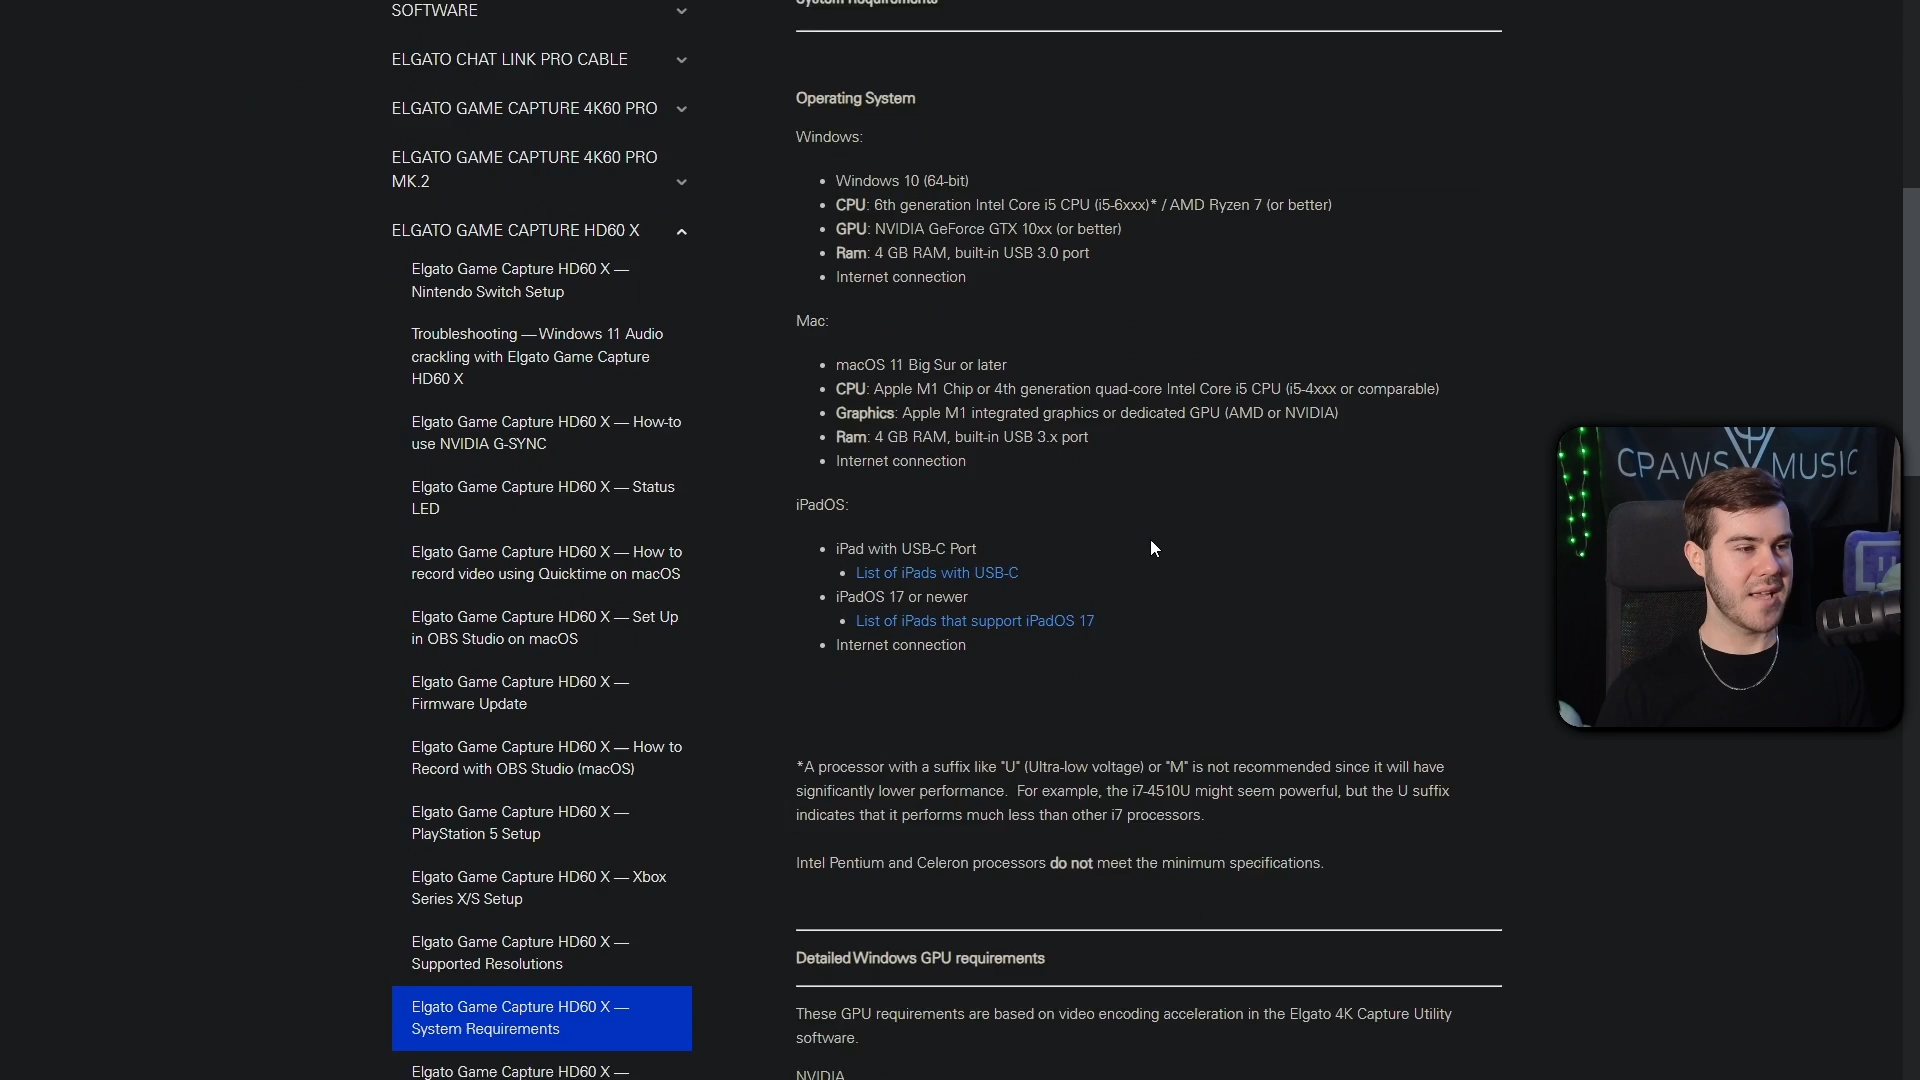 SOFTWARE
ELGATO CHAT LINK PRO CABLE
ELGATO GAME CAPTURE 4K60 PRO
ELGATO GAME CAPTURE 4K60 PRO
MK.2
ELGATO GAME CAPTURE HD60 X
Elgato Game Capture HD60 X —
Nintendo Switch Setup
Troubleshooting — Windows 11 Audio
crackling with Elgato Game Capture
HD60 X
Elgato Game Capture HD60 X — How-to
use NVIDIA G-SYNC
Elgato Game Capture HD60 X — Status
LED
Elgato Game Capture HD60 X — How to
record video using Quicktime on macOS
Elgato Game Capture HD60 X — Set Up
in OBS Studio on macOS
Elgato Game Capture HD60 X —
Firmware Update
Elgato Game Capture HD60 X — How to
Record with OBS Studio (macOS)
Elgato Game Capture HD60 X —
PlayStation 5 Setup
Elgato Game Capture HD60 X — Xbox
Series X/S Setup
Elgato Game Capture HD60 X —
Supported Resolutions
Elgato Game Capture HD60 X —
System Requirements
Elgato Game Capture HD60 X —
System Requirements
Operating System
Windows:
Windows 10 (64-bit)
CPU: 6th generation Intel Core i5 CPU (i5-6xxx)* / AMD Ryzen 7 (or better)
GPU: NVIDIA GeForce GTX 10xx (or better)
Ram: 4 GB RAM, built-in USB 3.0 port
Internet connection
Mac:
macOS 11 Big Sur or later
CPU: Apple M1 Chip or 4th generation quad-core Intel Core i5 CPU (i5-4xxx or comparable)
Graphics: Apple M1 integrated graphics or dedicated GPU (AMD or NVIDIA)
Ram: 4 GB RAM, built-in USB 3.x port
Internet connection
iPadOS:
iPad with USB-C Port
List of iPads with USB-C
iPadOS 17 or newer
List of iPads that support iPadOS 17
Internet connection
*A processor with a suffix like "U" (Ultra-low voltage) or "M" is not recommended since it will have
significantly lower performance. For example, the i7-4510U might seem powerful, but the U suffix
indicates that it performs much less than other i7 processors.
Intel Pentium and Celeron processors do not meet the minimum specifications.
Detailed Windows GPU requirements
These GPU requirements are based on video encoding acceleration in the Elgato 4K Capture Utility
software.
NVIDIA
CPAWS MUSIC